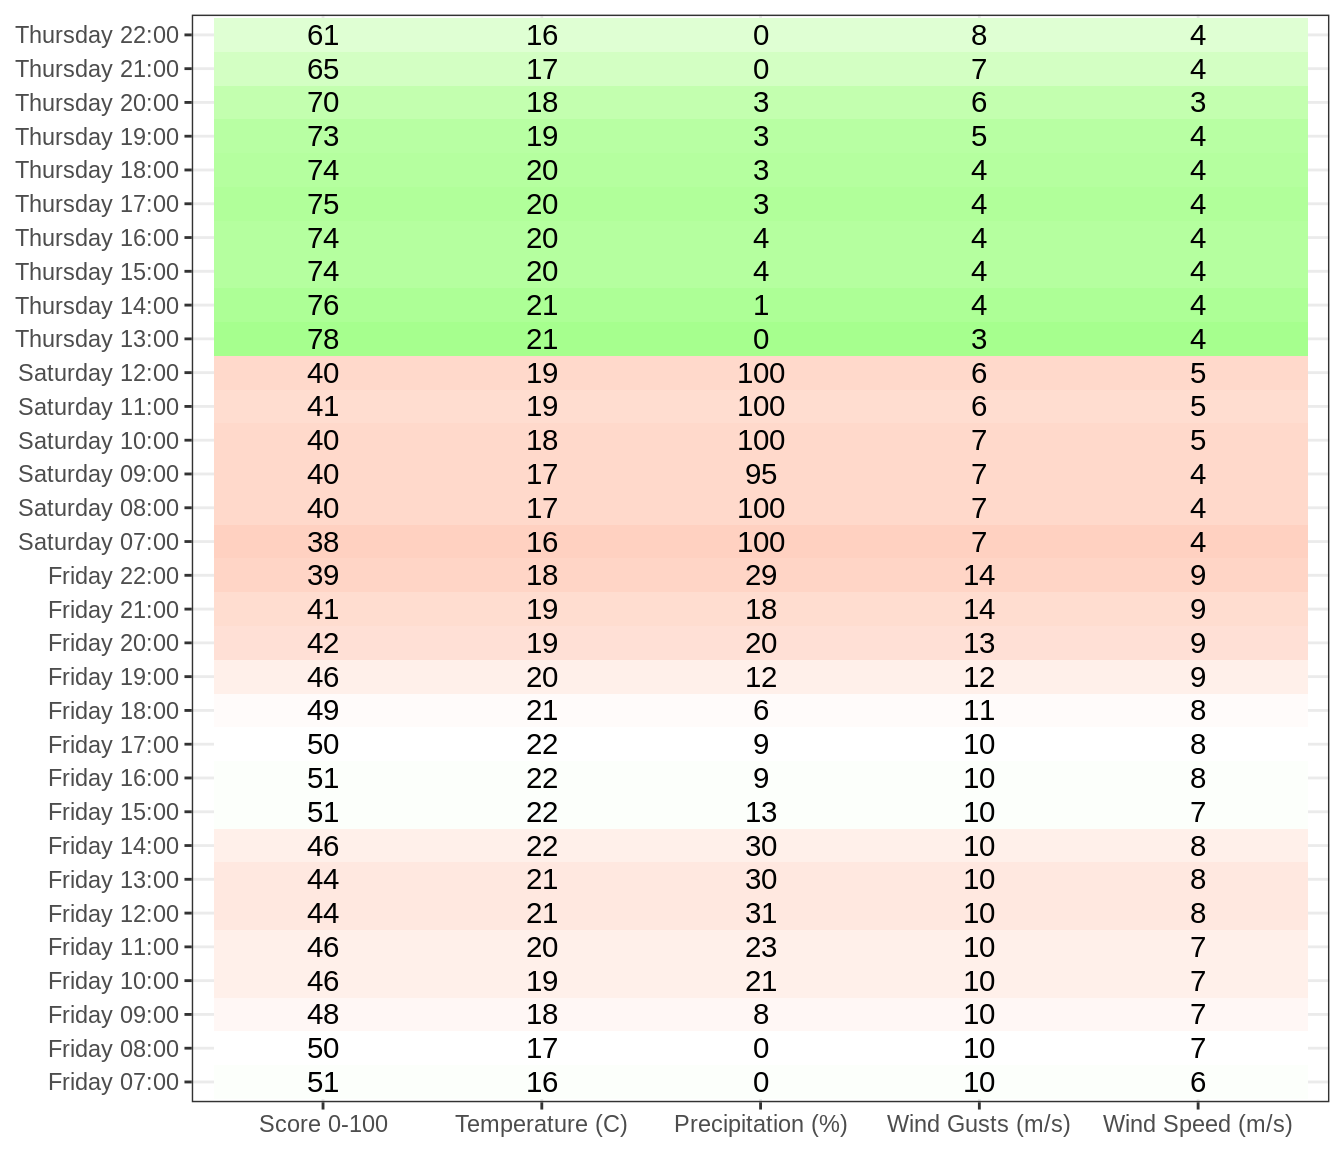 Thursday 22:00 61 16 0 8 4
Thursday 21:00 65 17 0 7 4
Thursday 20:00 70 18 3 6 3
Thursday 19:00 73 19 3 5 4
Thursday 18:00 74 20 3 4 4
Thursday 17:00 75 20 3 4 4
Thursday 16:00 74 20 4 4 4
Thursday 15:00 74 20 4 4 4
Thursday 14:00 76 21 1 4 4
Thursday 13:00 78 21 0 3 4
Saturday 12:00 40 19 100 6 5
Saturday 11:00 41 19 100 6 5
Saturday 10:00 40 18 100 7 5
Saturday 09:00 40 17 95 7 4
Saturday 08:00 40 17 100 7 4
Saturday 07:00 38 16 100 7 4
Friday 22:00 39 18 29 14 9
Friday 21:00 41 19 18 14 9
Friday 20:00 42 19 20 13 9
Friday 19:00 46 20 12 12 9
Friday 18:00 49 21 6 11 8
Friday 17:00 50 22 9 10 8
Friday 16:00 51 22 9 10 8
Friday 15:00 51 22 13 10 7
Friday 14:00 46 22 30 10 8
Friday 13:00 44 21 30 10 8
Friday 12:00 44 21 31 10 8
Friday 11:00 46 20 23 10 7
Friday 10:00 46 19 21 10 7
Friday 09:00 48 18 8 10 7
Friday 08:00 50 17 0 10 7
Friday 07:00 51 16 0 10 6
Score 0-100 Temperature (C) Precipitation (%) Wind Gusts (m/s) Wind Speed (m/s)